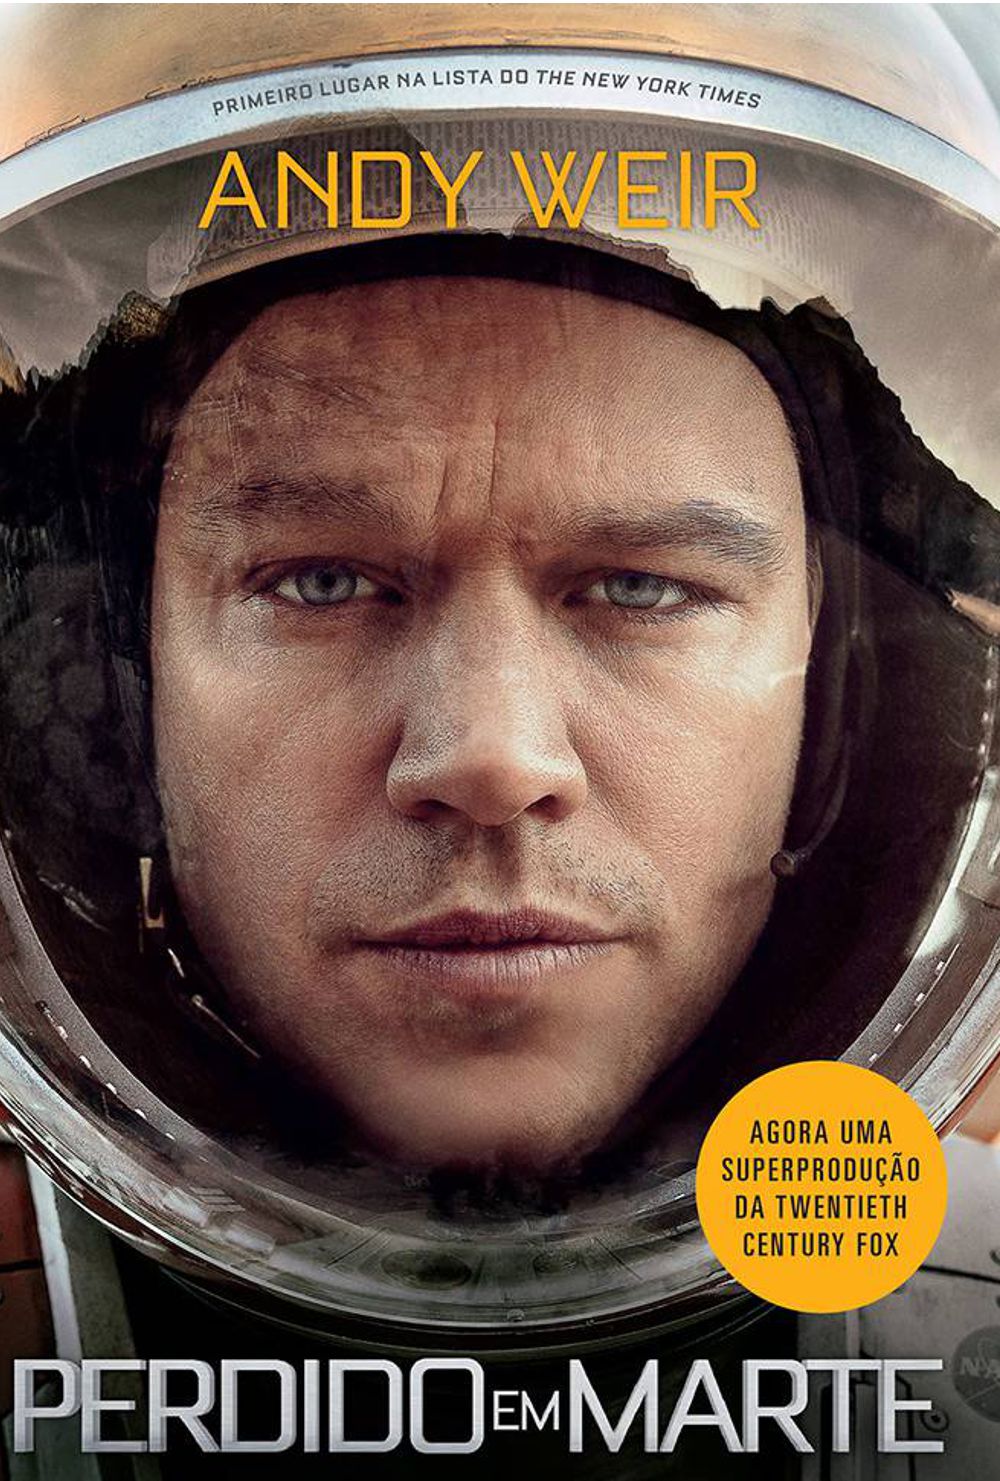 PRIMEIRO LUGAR NA LISTA DO THE NEW YORK TIMES
ANDY WEIR
AGORA UMA
SUPERPRODUÇÃO
DA TWENTIETH
CENTURY FOX
PERDIDO EM MARTE